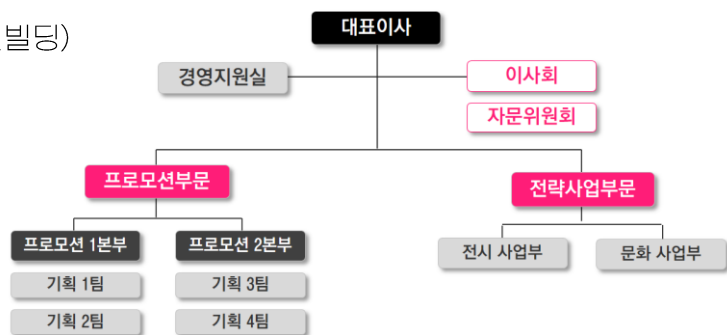 빌딩)
대표이사
경영지원실
이사회
자문위원회
프로모션부문
전략사업부문
프로모션 1본부
프로모션 2본부
전시 사업부
문화 사업부
기획 1팀
기획 3팀
기획 2팀
기획 4팀